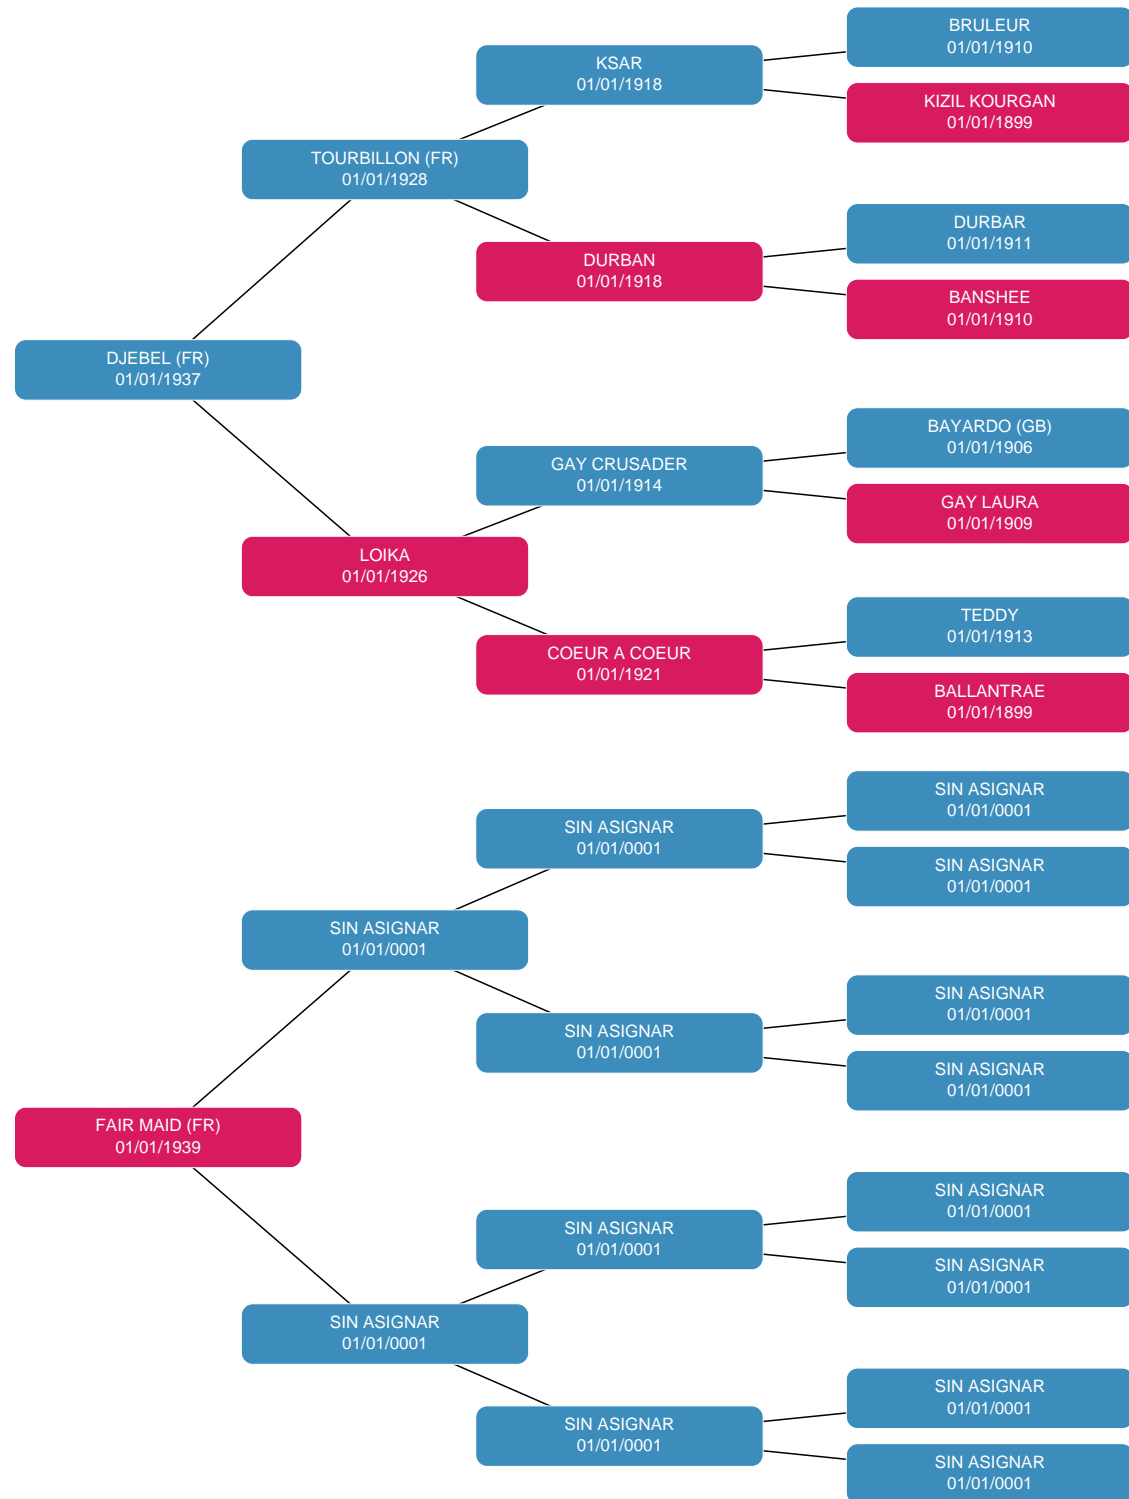 BRULEUR
01/01/1910
KSAR
01/01/1918
KIZIL KOURGAN
01/01/1899
TOURBILLON (FR)
01/01/1928
DURBAR
01/01/1911
DURBAN
01/01/1918
BANSHEE
01/01/1910
DJEBEL (FR)
01/01/1937
BAYARDO (GB)
01/01/1906
GAY CRUSADER
01/01/1914
GAY LAURA
01/01/1909
LOIKA
01/01/1926
TEDDY
01/01/1913
COEUR A COEUR
01/01/1921
BALLANTRAE
01/01/1899
SIN ASIGNAR
01/01/0001
SIN ASIGNAR
01/01/0001
SIN ASIGNAR
01/01/0001
SIN ASIGNAR
01/01/0001
SIN ASIGNAR
01/01/0001
SIN ASIGNAR
01/01/0001
SIN ASIGNAR
01/01/0001
FAIR MAID (FR)
01/01/1939
SIN ASIGNAR
01/01/0001
SIN ASIGNAR
01/01/0001
SIN ASIGNAR
01/01/0001
SIN ASIGNAR
01/01/0001
SIN ASIGNAR
01/01/0001
SIN ASIGNAR
01/01/0001
SIN ASIGNAR
01/01/0001